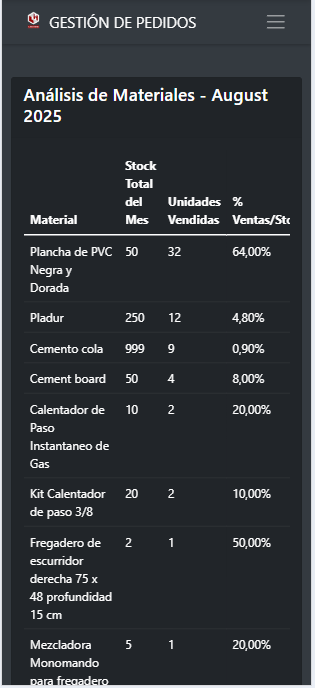 GESTIÓN DE PEDIDOS
Análisis de Materiales - August
2025
Stock
Total
del Unidades %
Material Mes Vendidas Ventas/Sto
Plancha de PVC 50 32 64,00%
Negra y
Dorada
Pladur 250 12 4,80%
Cemento cola 999 9 0,90%
Cement board 50 4 8,00%
Calentador de 10 2 20,00%
Paso
Instantaneo de
Gas
Kit Calentador 20 2 10,00%
de paso 3/8
Fregadero de 2 1 50,00%
escurridor
derecha 75 x
48 profundidad
15 cm
Mezcladora 5 1 20,00%
Monomando
para fregadero